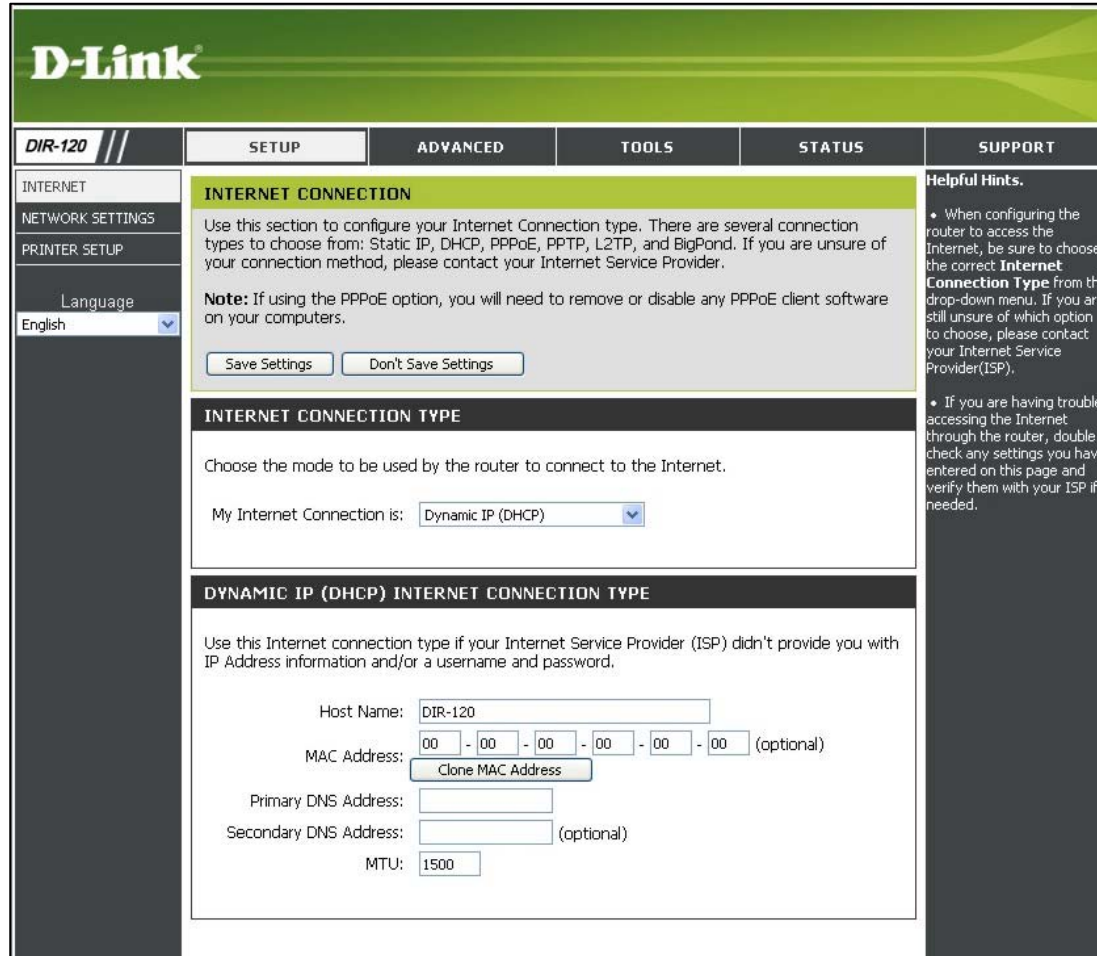 D-Link®
DIR-120
SETUP
ADVANCED
TOOLS
STATUS
SUPPORT
INTERNET
NETWORK SETTINGS
PRINTER SETUP
Language
English
INTERNET CONNECTION
Use this section to configure your Internet Connection type. There are several connection
types to choose from: Static IP, DHCP, PPPoE, PPTP, L2TP, and BigPond. If you are unsure of
your connection method, please contact your Internet Service Provider.
Note: If using the PPPoE option, you will need to remove or disable any PPPoE client software
on your computers.
Save Settings
Don't Save Settings
INTERNET CONNECTION TYPE
Choose the mode to be used by the router to connect to the Internet.
My Internet Connection is: Dynamic IP (DHCP)
DYNAMIC IP (DHCP) INTERNET CONNECTION TYPE
Use this Internet connection type if your Internet Service Provider (ISP) didn't provide you with
IP Address information and/or a username and password.
Host Name: DIR-120
MAC Address: 00 - 00 - 00 - 00 - 00 - 00 (optional)
Clone MAC Address
Primary DNS Address:
Secondary DNS Address: (optional)
MTU: 1500
Helpful Hints.
• When configuring the
router to access the
Internet, be sure to choose
the correct Internet
Connection Type from th
drop-down menu. If you ar
still unsure of which option
to choose, please contact
your Internet Service
Provider(ISP).
• If you are having trouble
accessing the Internet
through the router, double
check any settings you hav
entered on this page and
verify them with your ISP if
needed.